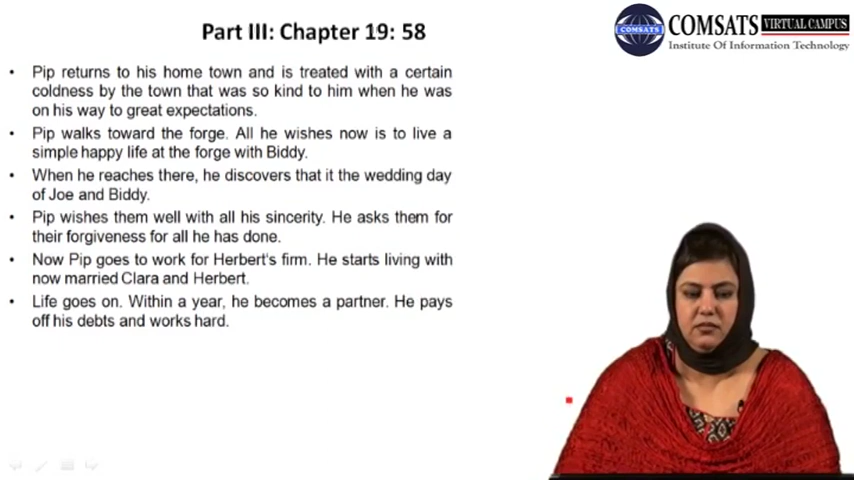 Part III: Chapter 19: 58
COMSATS VIRTUAL CAMPUS
Institute Of Information Technology
COMSATS
• Pip returns to his home town and is treated with a certain
coldness by the town that was so kind to him when he was
on his way to great expectations.
• Pip walks toward the forge. All he wishes now is to live a
simple happy life at the forge with Biddy.
• When he reaches there, he discovers that it the wedding day
of Joe and Biddy.
• Pip wishes them well with all his sincerity. He asks them for
their forgiveness for all he has done.
• Now Pip goes to work for Herbert's firm. He starts living with
now married Clara and Herbert.
• Life goes on. Within a year, he becomes a partner. He pays
off his debts and works hard.